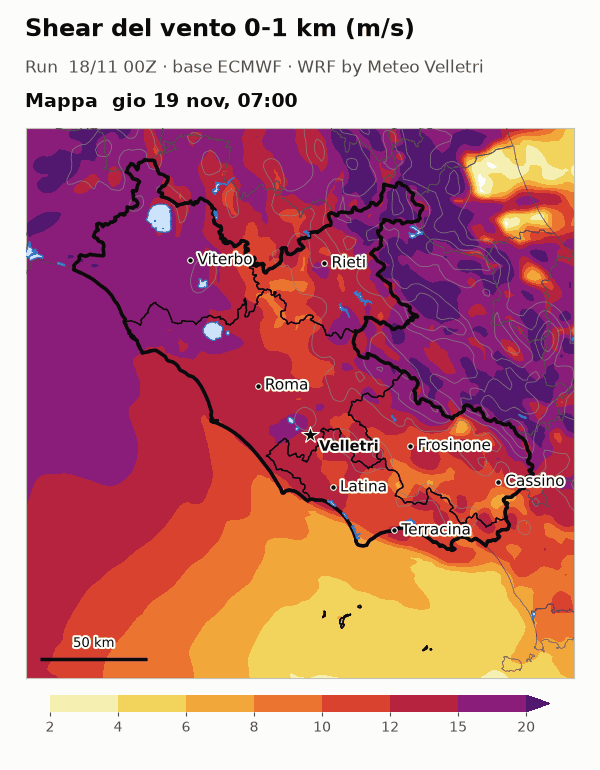 Shear del vento 0-1 km (m/s)
Run  18/11 00Z · base ECMWF · WRF by Meteo Velletri
Mappa  gio 19 nov, 07:00
Viterbo
Rieti
Roma
Velletri
Frosinone
Latina
Cassino
Terracina
50 km
2 4 6 8 10 12 15 20